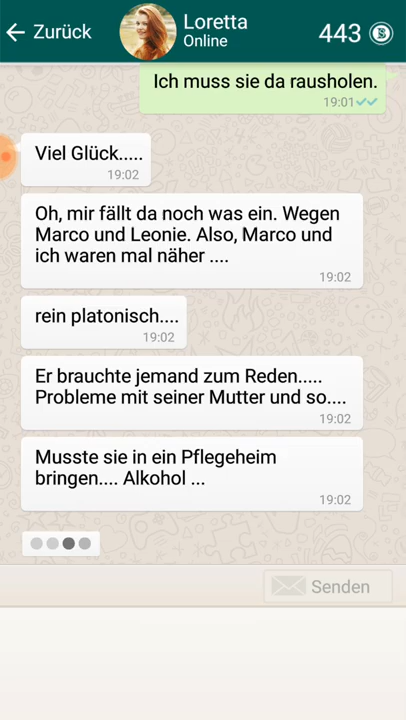 Zurück
Loretta
Online
443
Ich muss sie da rausholen.
19:01
Viel Glück.....
19:02
Oh, mir fällt da noch was ein. Wegen
Marco und Leonie. Also, Marco und
ich waren mal näher ....
19:02
rein platonisch....
19:02
Er brauchte jemand zum Reden.....
Probleme mit seiner Mutter und so....
19:02
Musste sie in ein Pflegeheim
bringen.... Alkohol ...
19:02
Senden